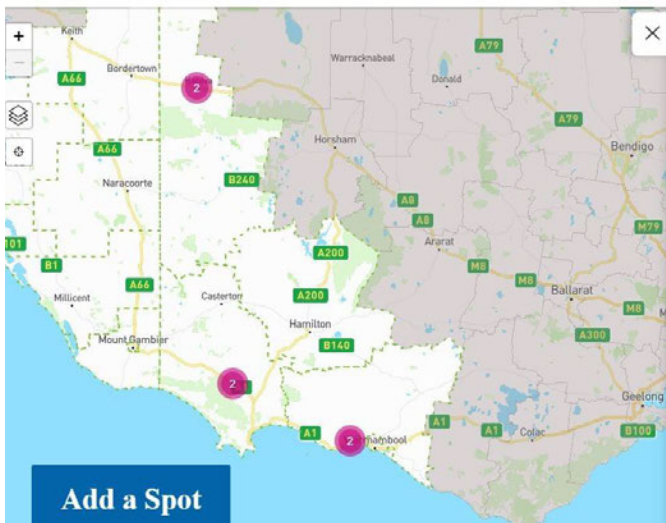 +
Keith
A79
Warracknabeal
Bordertown
Donald
A66
2
A79
Horsham
Bendigo
A66
B240
Naracoorte
A8
A8
M79
101
Ararat
A200
B1
M8
M8
A66
A200
Ballarat
M8
Millicent
Casterton
Hamilton
A300
Mount Gambier
B140
2
Geelong
A1
A1
A1
B100
2
mambool
Colac
Add a Spot